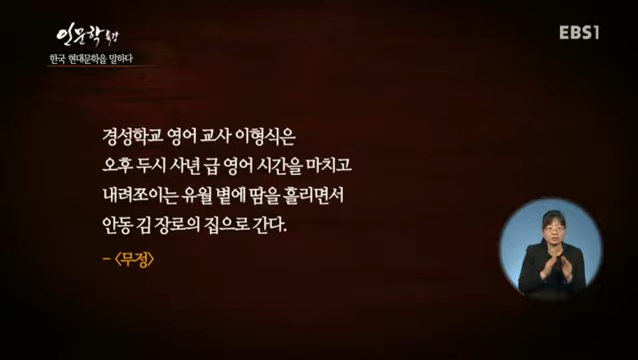 인문학 특강
EBS1
한국 현대문학을 말하다
경성학교 영어 교사 이형식은
오후 두시 사년 급 영어 시간을 마치고
내려쪼이는 유월 볕에 땀을 흘리면서
안동 김 장로의 집으로 간다.
- <무정>